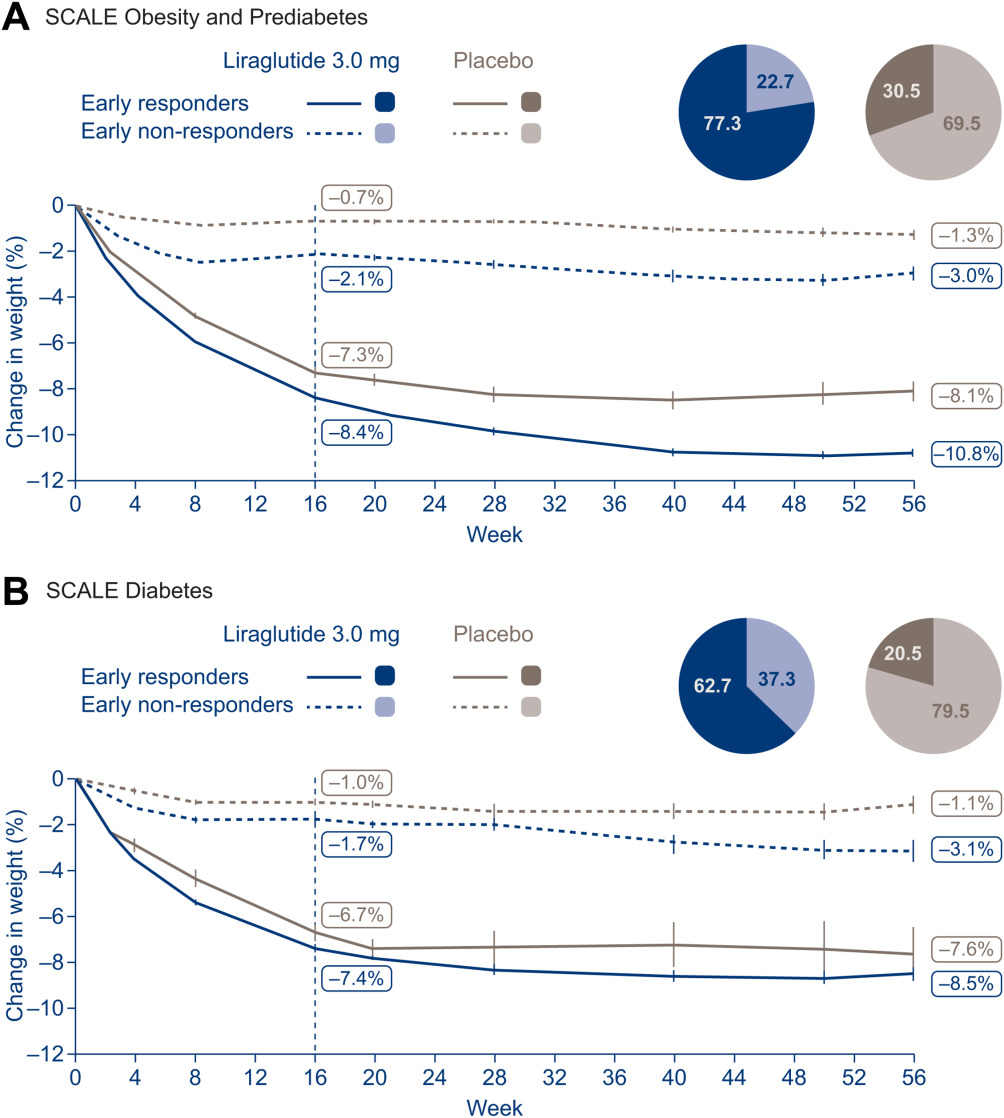 A SCALE Obesity and Prediabetes
Liraglutide 3.0 mg Placebo
Early responders
Early non-responders
22.7
77.3
30.5
69.5
Change in weight (%)
0
–2
–4
–6
–8
–10
–12
–0.7%
–2.1%
–7.3%
–8.4%
–1.3%
–3.0%
–8.1%
–10.8%
0 4 8 12 16 20 24 28 32 36 40 44 48 52 56
Week
B SCALE Diabetes
Liraglutide 3.0 mg Placebo
Early responders
Early non-responders
62.7 37.3
20.5
79.5
Change in weight (%)
0
–2
–4
–6
–8
–10
–12
–1.0%
–1.7%
–6.7%
–7.4%
–1.1%
–3.1%
–7.6%
–8.5%
0 4 8 12 16 20 24 28 32 36 40 44 48 52 56
Week